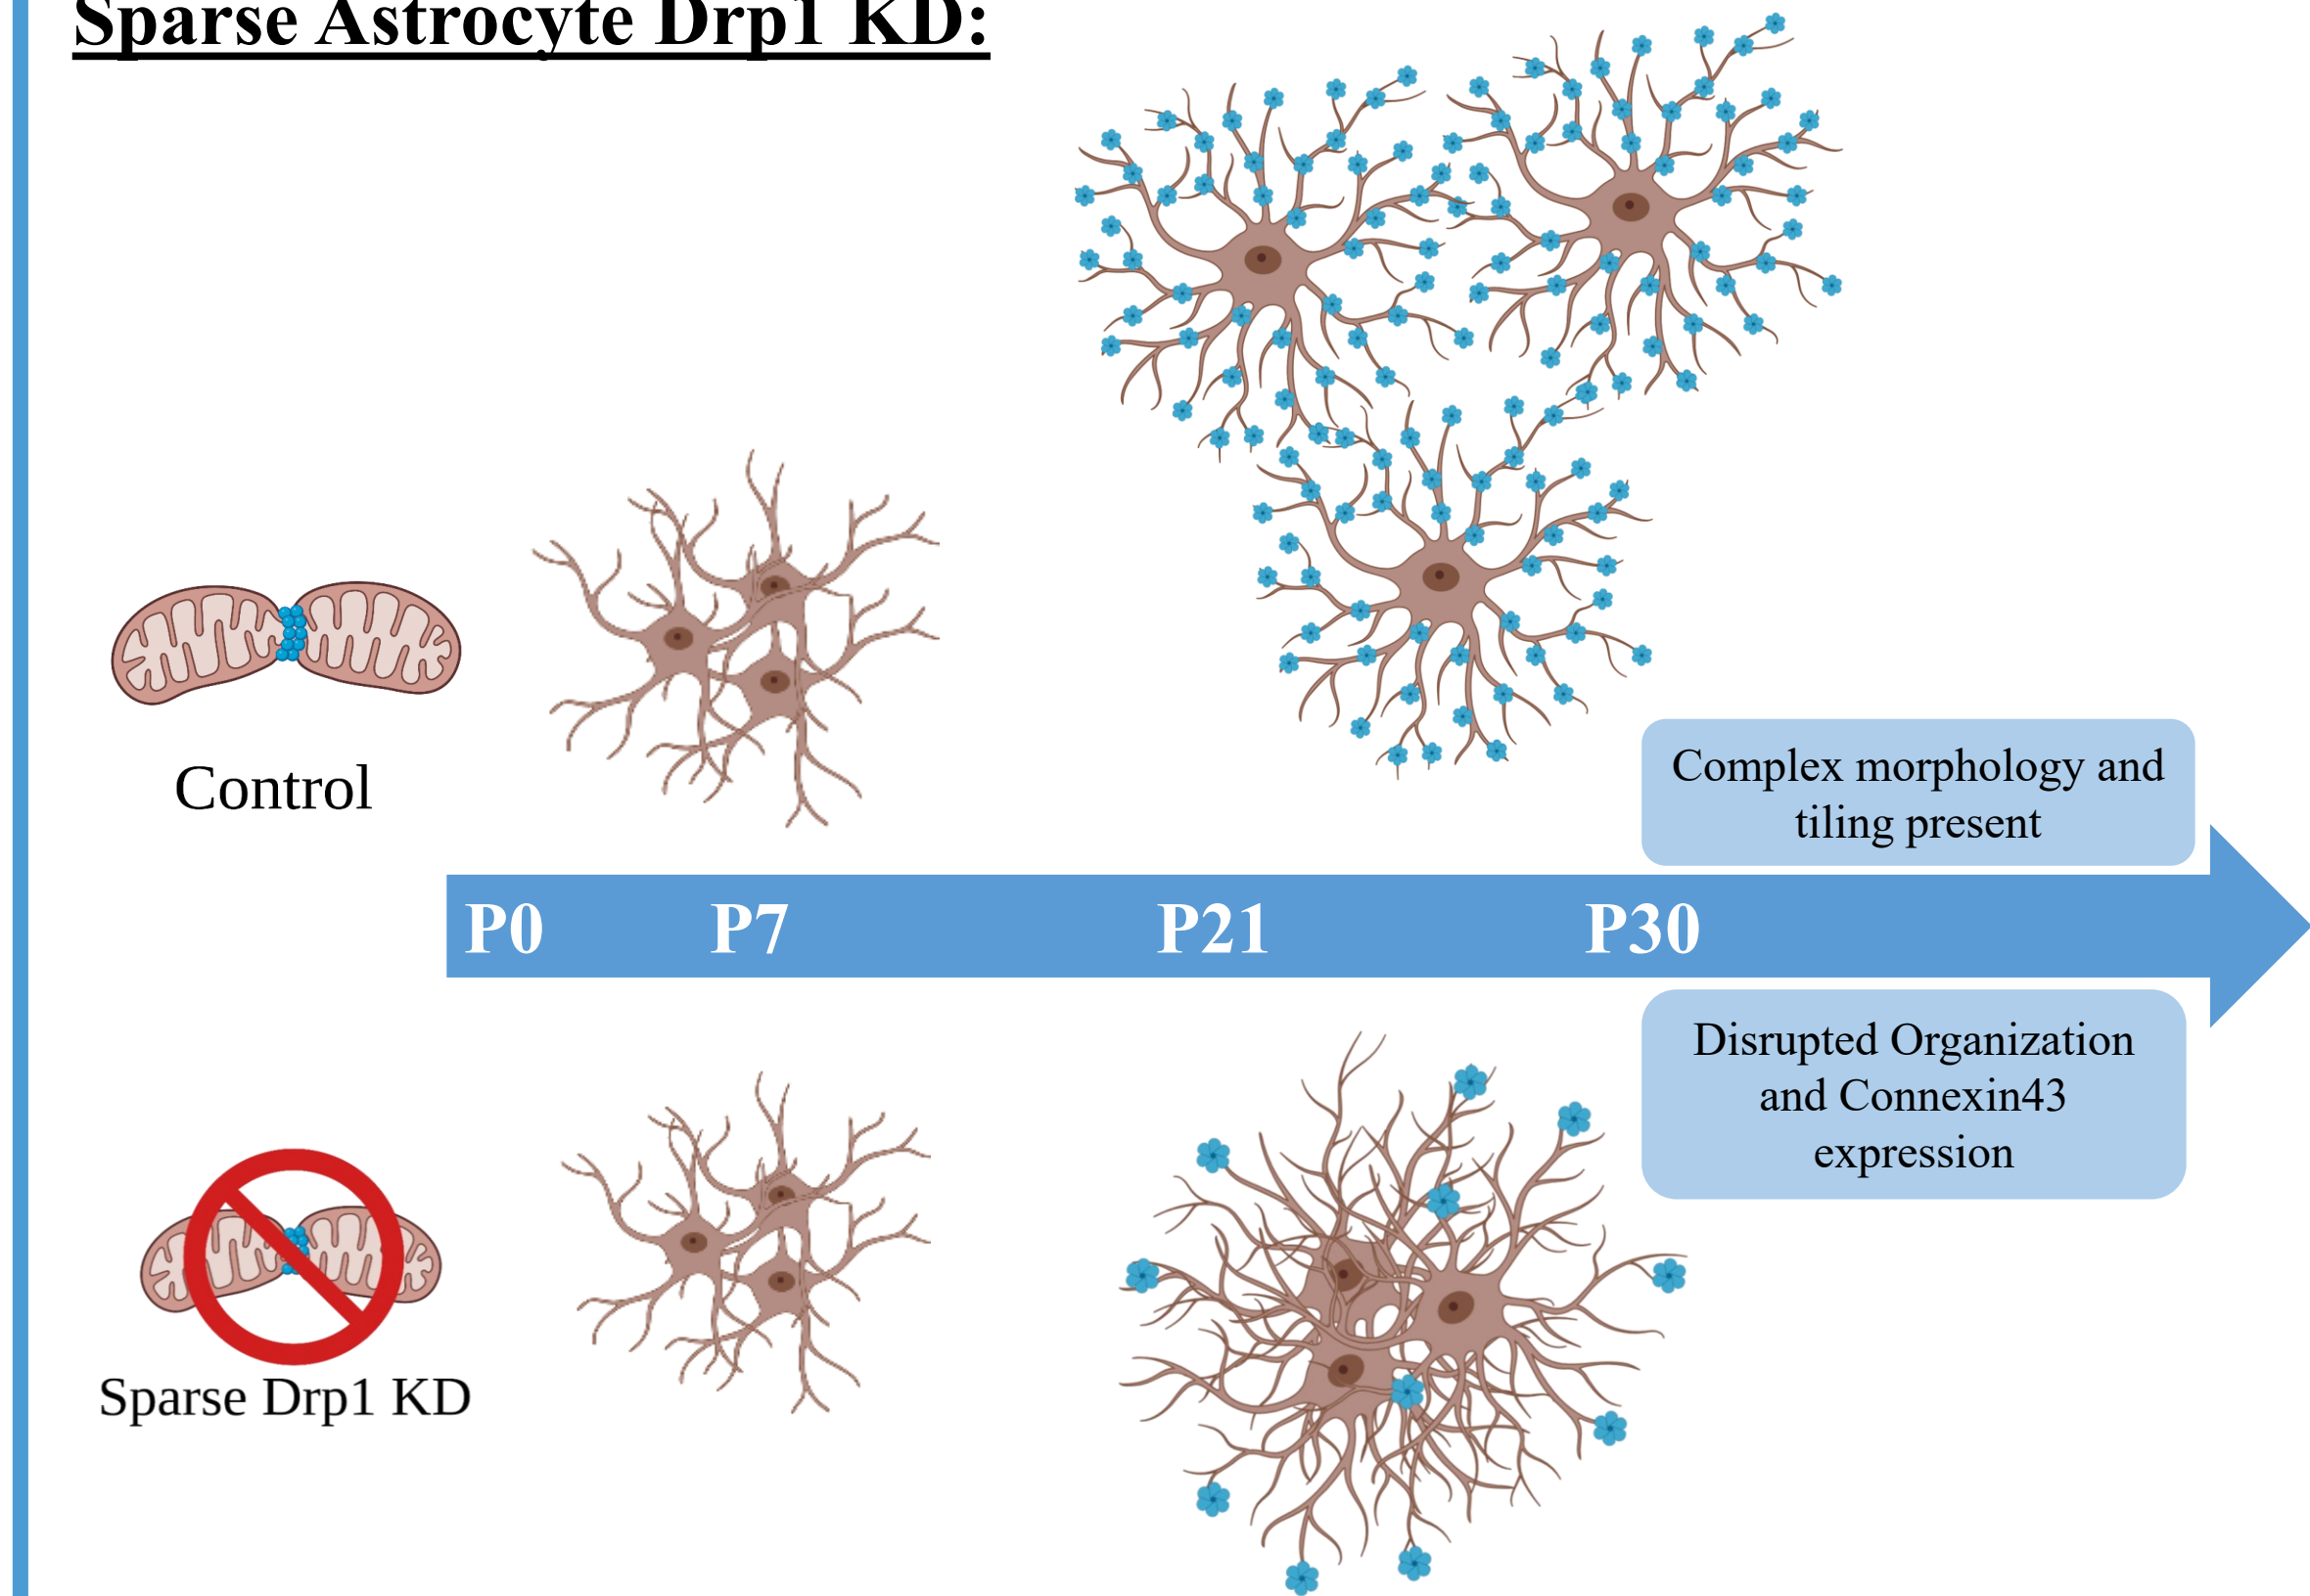 Sparse Astrocyte Drp1 KD:
Control
Complex morphology and
tiling present
P0 P7 P21 P30
Disrupted Organization
and Connexin43
expression
Sparse Drp1 KD